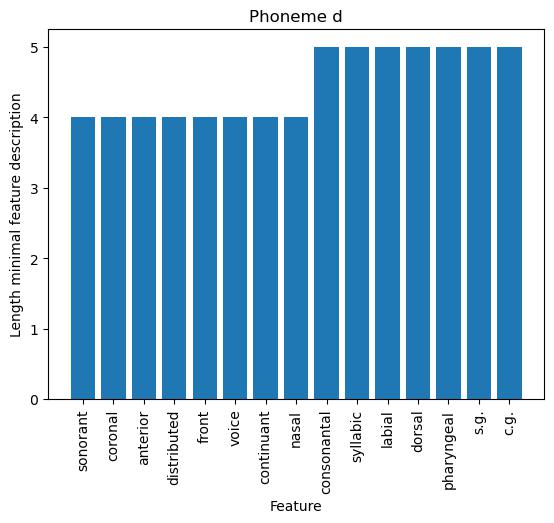 Phoneme d
Length minimal feature description
5
4
3
2
1
0
sonorant
coronal
anterior
distributed
front
voice
continuant
nasal
consonantal
syllabic
labial
dorsal
pharyngeal
s.g.
c.g.
Feature